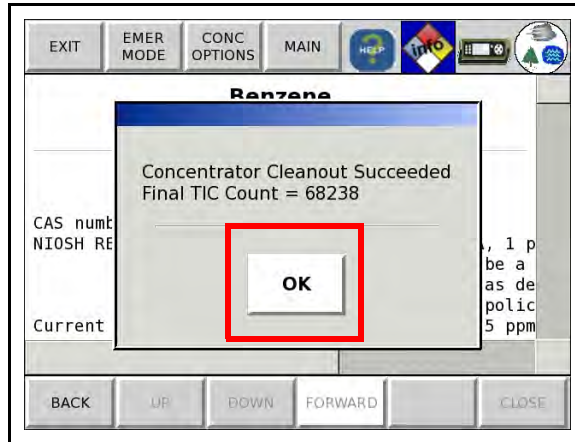 EXIT
EMER
MODE
CONC
OPTIONS
MAIN
HELP
info
Benzene
Concentrator Cleanout Succeeded
Final TIC Count = 68238
OK
CAS numb
NIOSH RE
, 1 p
be a
as de
polic
Current
5 ppm
BACK
UP
DOWN
FORWARD
CLOSE